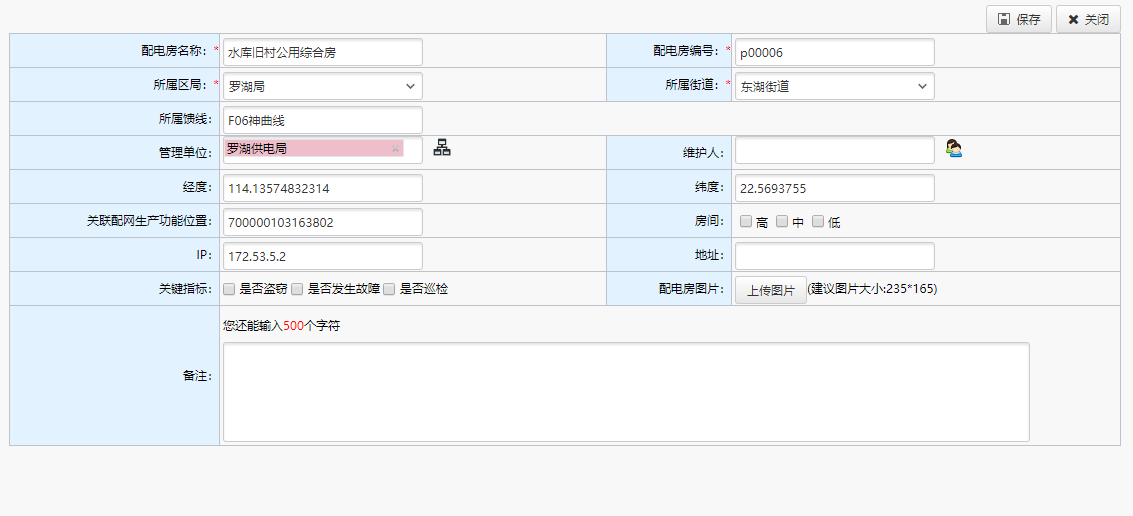 保存 关闭
配电房名称: * 水库旧村公用综合房 配电房编号: * p00006
所属区局: * 罗湖局 所属街道: * 东湖街道
所属馈线: F06神曲线
管理单位: 罗湖供电局 维护人:
经度: 114.13574832314 纬度: 22.5693755
关联配网生产功能位置: 700000103163802 房间: 高 中 低
IP: 172.53.5.2 地址:
关键指标: 是否盗窃 是否发生故障 是否巡检 配电房图片: 上传图片 (建议图片大小:235*165)
您还能输入500个字符
备注: